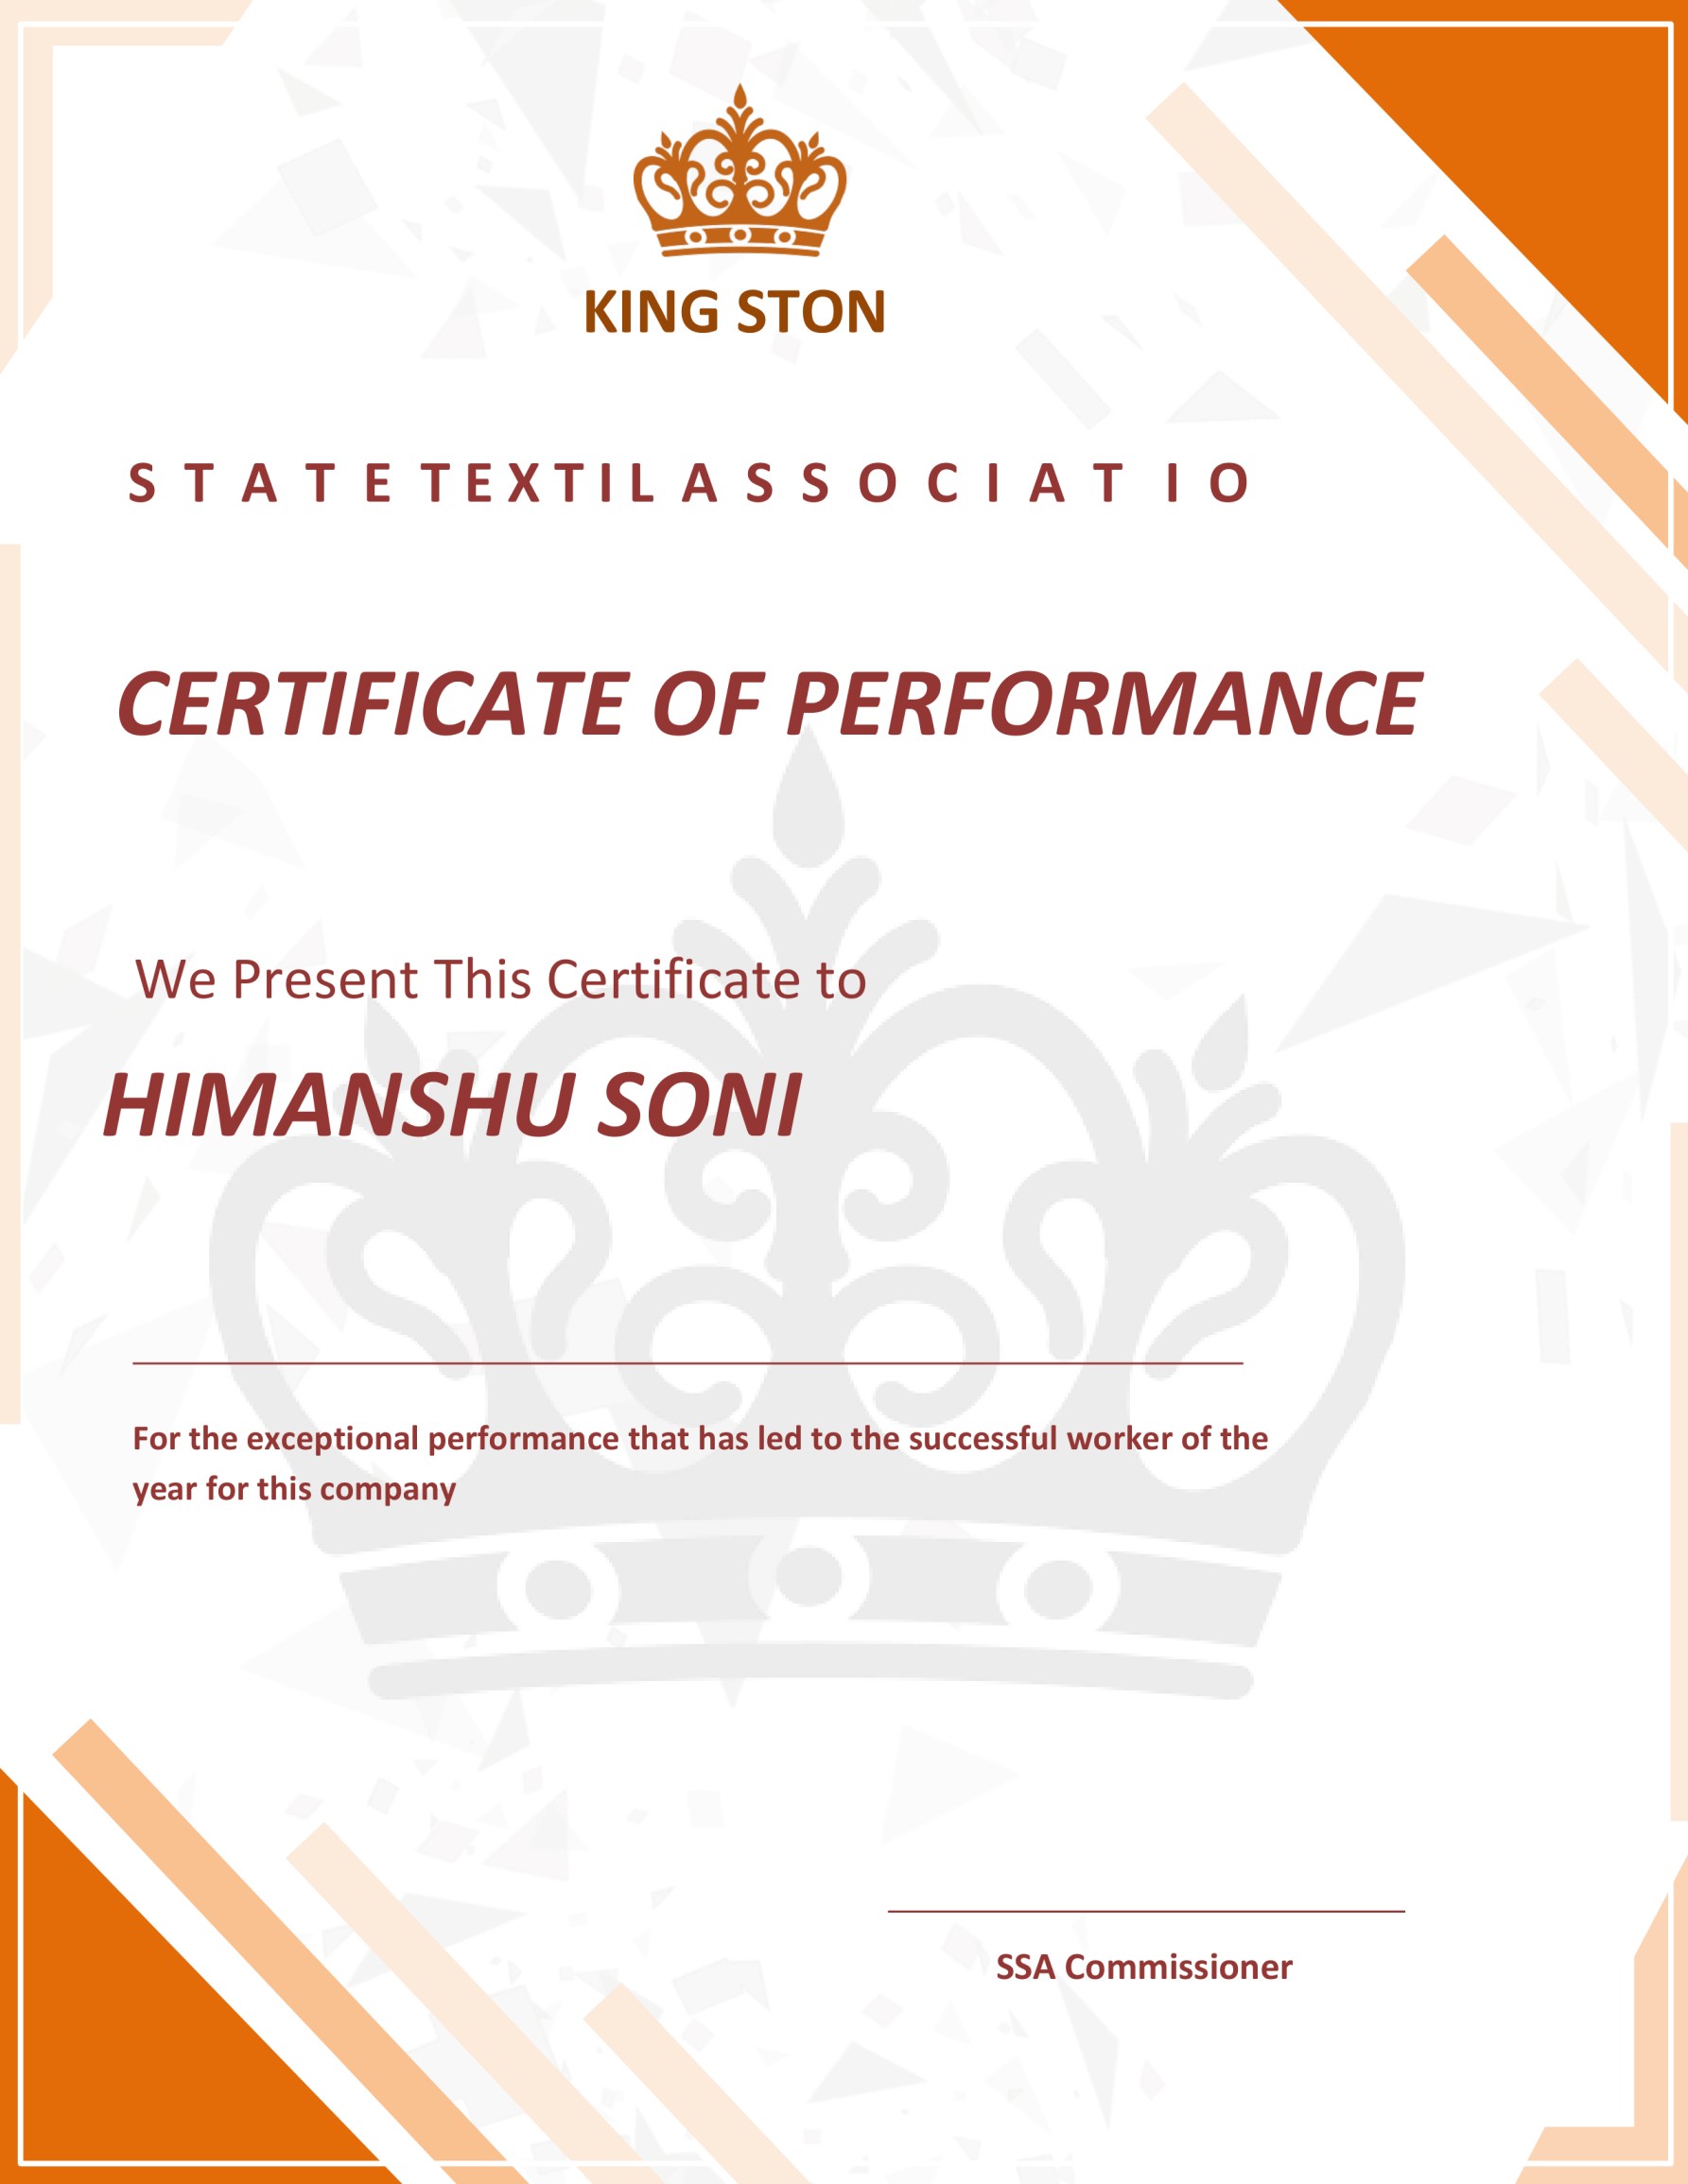 KING STON
S T A T E TEXTIL A S S O C I A T I O
CERTIFICATE OF PERFORMANCE
We Present This Certificate to
HIMANSHU SONI
For the exceptional performance that has led to the successful worker of the
year for this company
SSA Commissioner